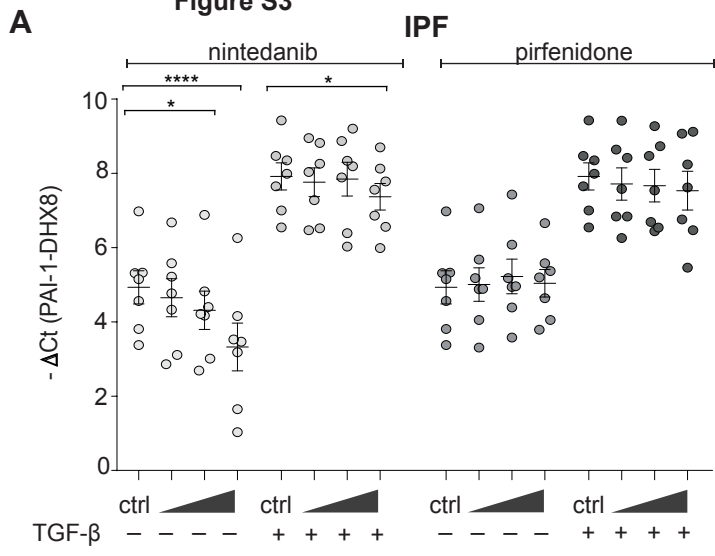 Figure S3
A
IPF
nintedanib
pirfenidone
****
*
*
10
8
6
4
2
0
- ΔCt (PAI-1-DHX8)
ctrl ctrl ctrl ctrl
TGF-β − − − − + + + + − − − − + + + +